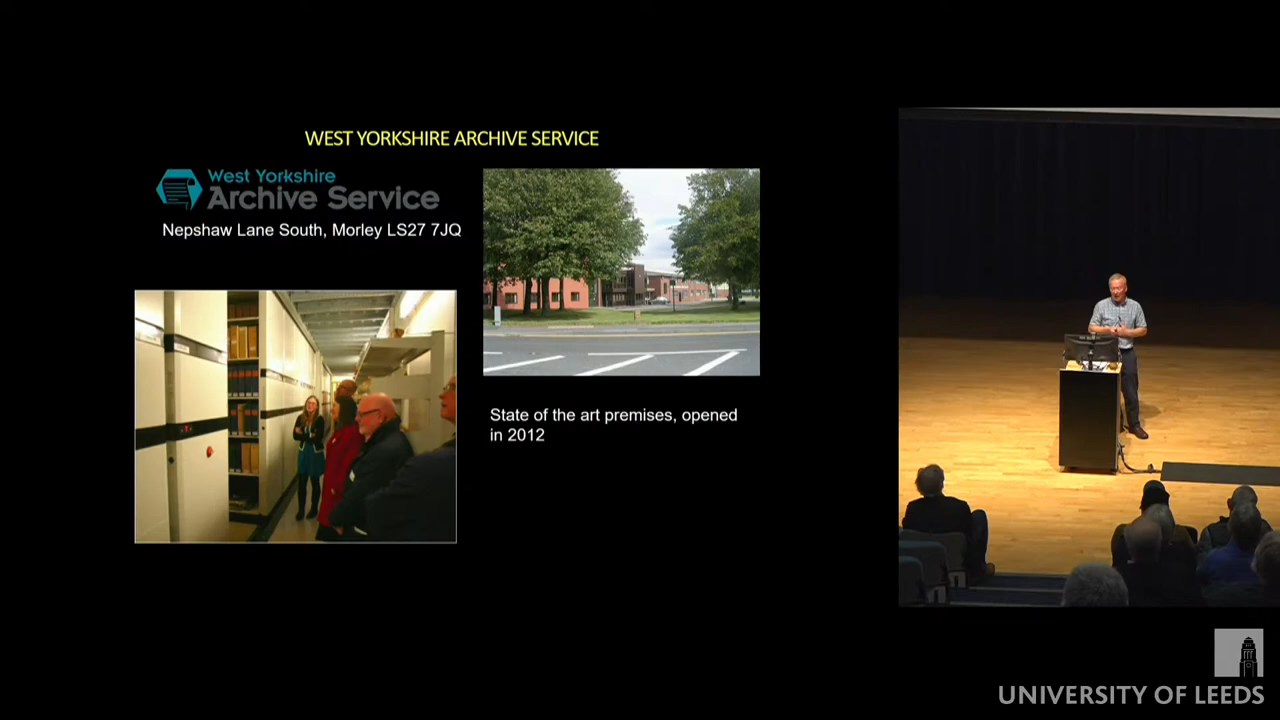 WEST YORKSHIRE ARCHIVE SERVICE
West Yorkshire
Archive Service
Nepshaw Lane South, Morley LS27 7JQ
State of the art premises, opened
in 2012
UNIVERSITY OF LEEDS